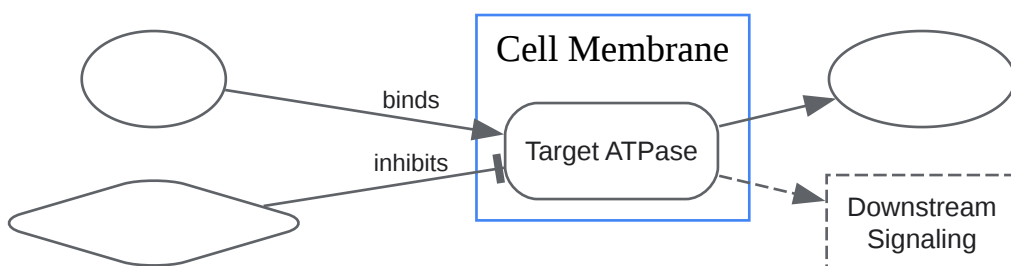 Cell Membrane
binds
Target ATPase
inhibits
Downstream
Signaling